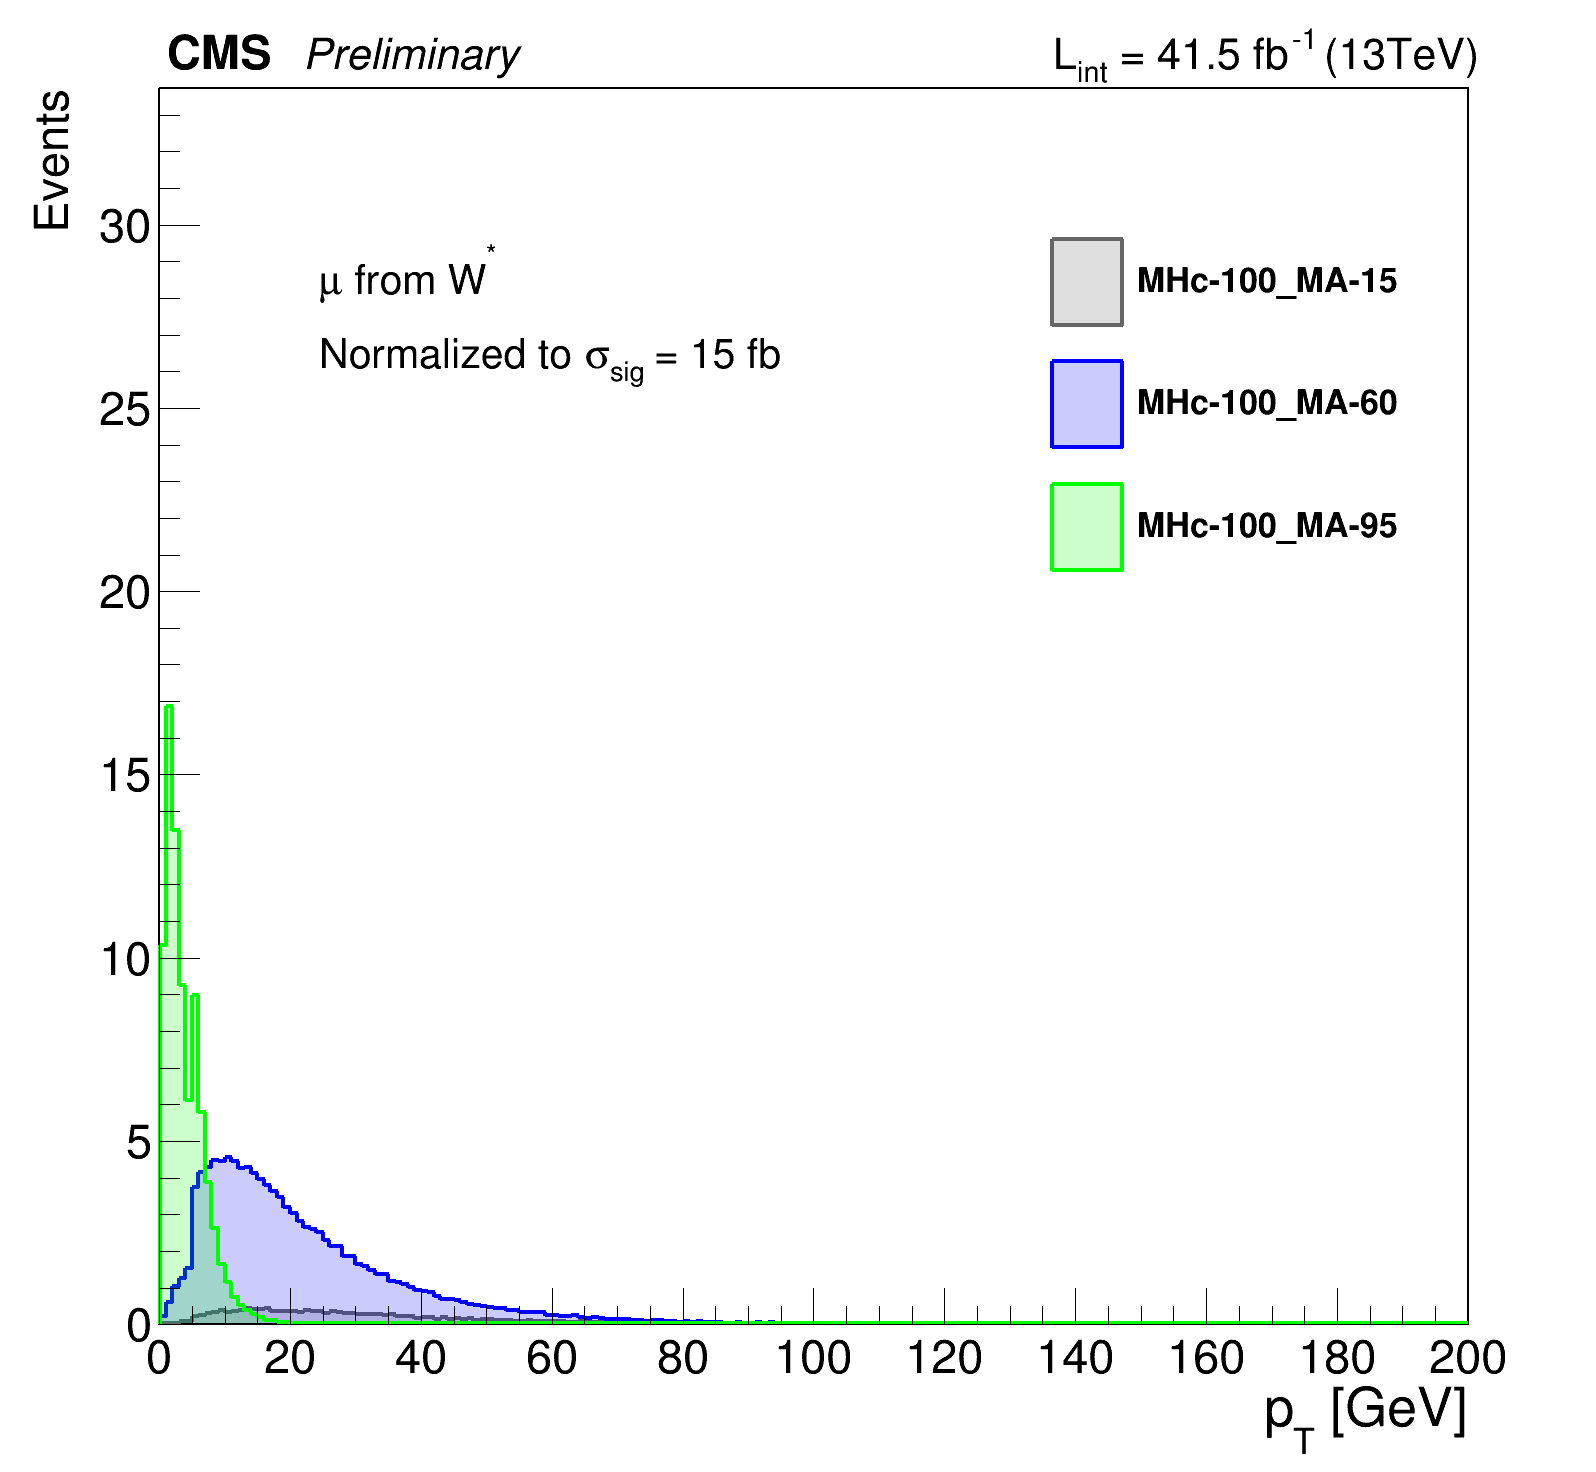 CMS Preliminary L_int = 41.5 fb^-1 (13TeV)
Events
μ from W^*
Normalized to σ_sig = 15 fb
MHc-100_MA-15
MHc-100_MA-60
MHc-100_MA-95
30
25
20
15
10
5
0
0 20 40 60 80 100 120 140 160 180 200
p_T [GeV]